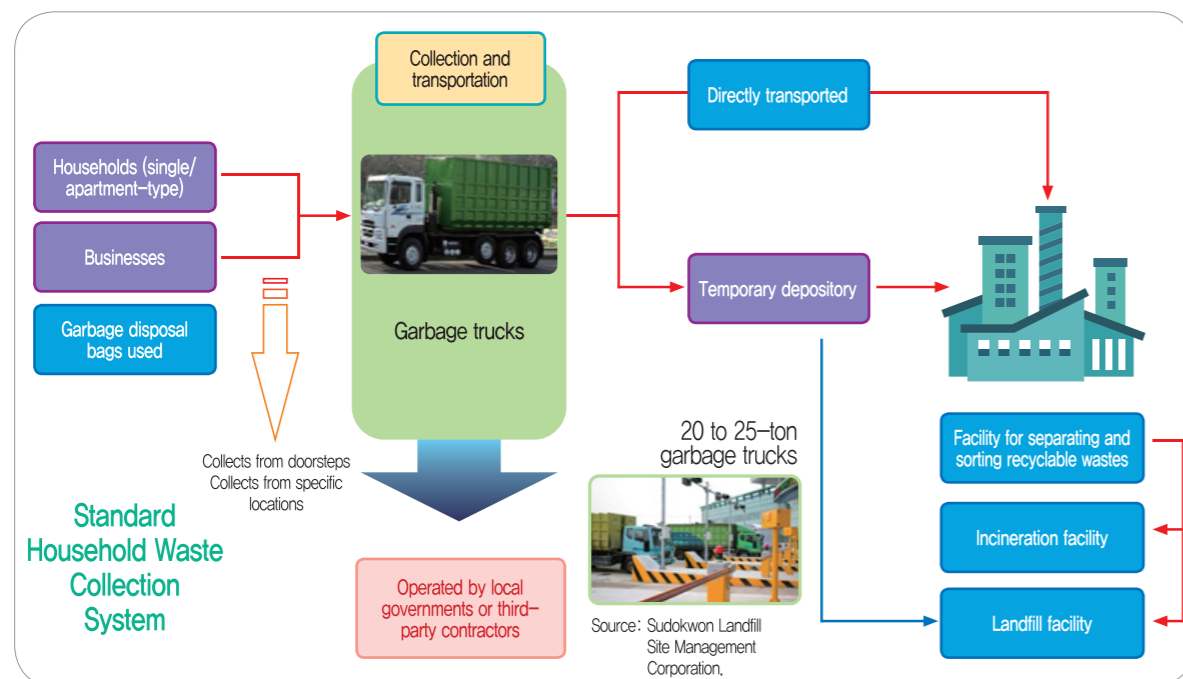 Collection and
transportation
Directly transported
Households (single/
apartment-type)
Businesses
Garbage disposal
bags used
Garbage trucks
Temporary depository
Collects from doorsteps
Collects from specific
locations
Standard
Household Waste
Collection
System
Operated by local
governments or third-
party contractors
20 to 25-ton
garbage trucks
Source: Sudokwon Landfill
Site Management
Corporation.
Facility for separating and
sorting recyclable wastes
Incineration facility
Landfill facility